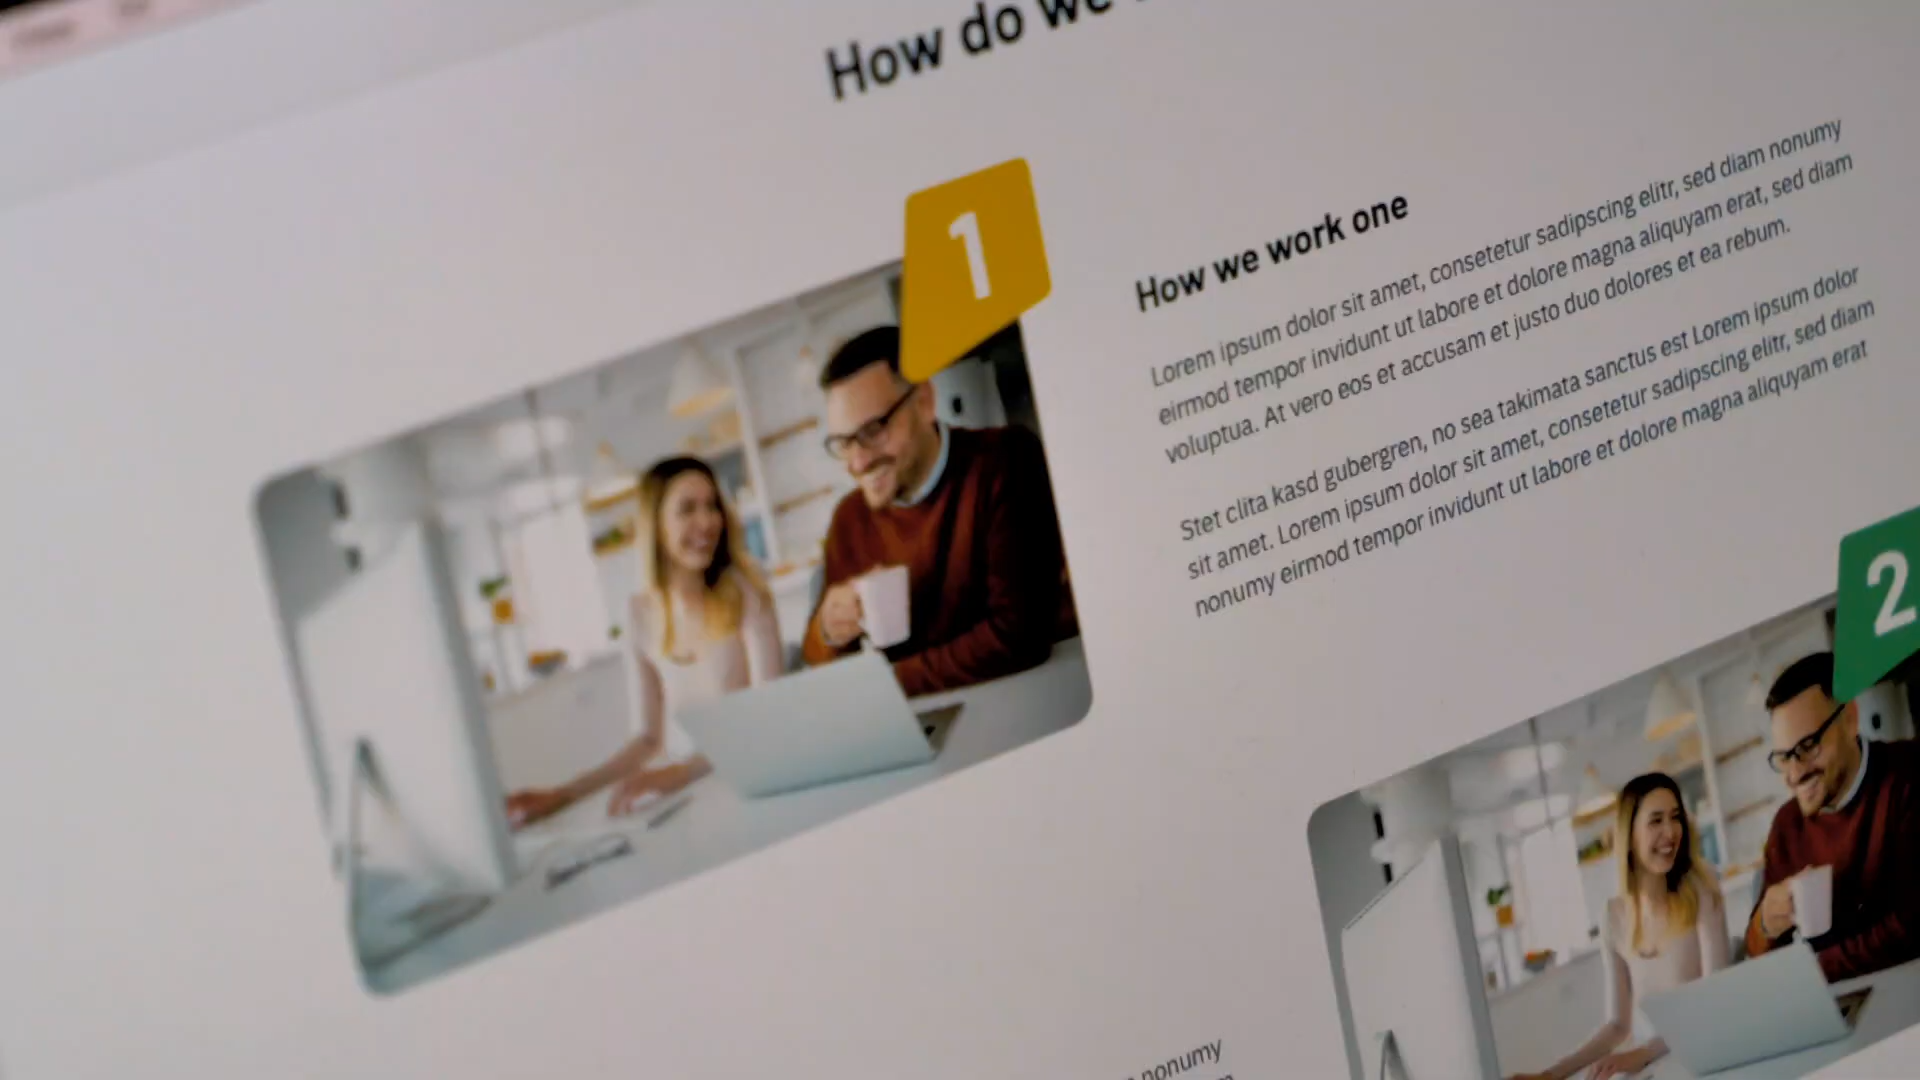 How do we
1
How we work one
Lorem ipsum dolor sit amet, consetetur sadipscing elitr, sed diam nonumy
eirmod tempor invidunt ut labore et dolore magna aliquyam erat, sed diam
voluptua. At vero eos et accusam et justo duo dolores et ea rebum.
Stet clita kasd gubergren, no sea takimata sanctus est Lorem ipsum dolor
sit amet. Lorem ipsum dolor sit amet, consetetur sadipscing elitr, sed diam
nonumy eirmod tempor invidunt ut labore et dolore magna aliquyam erat
2
nonumy